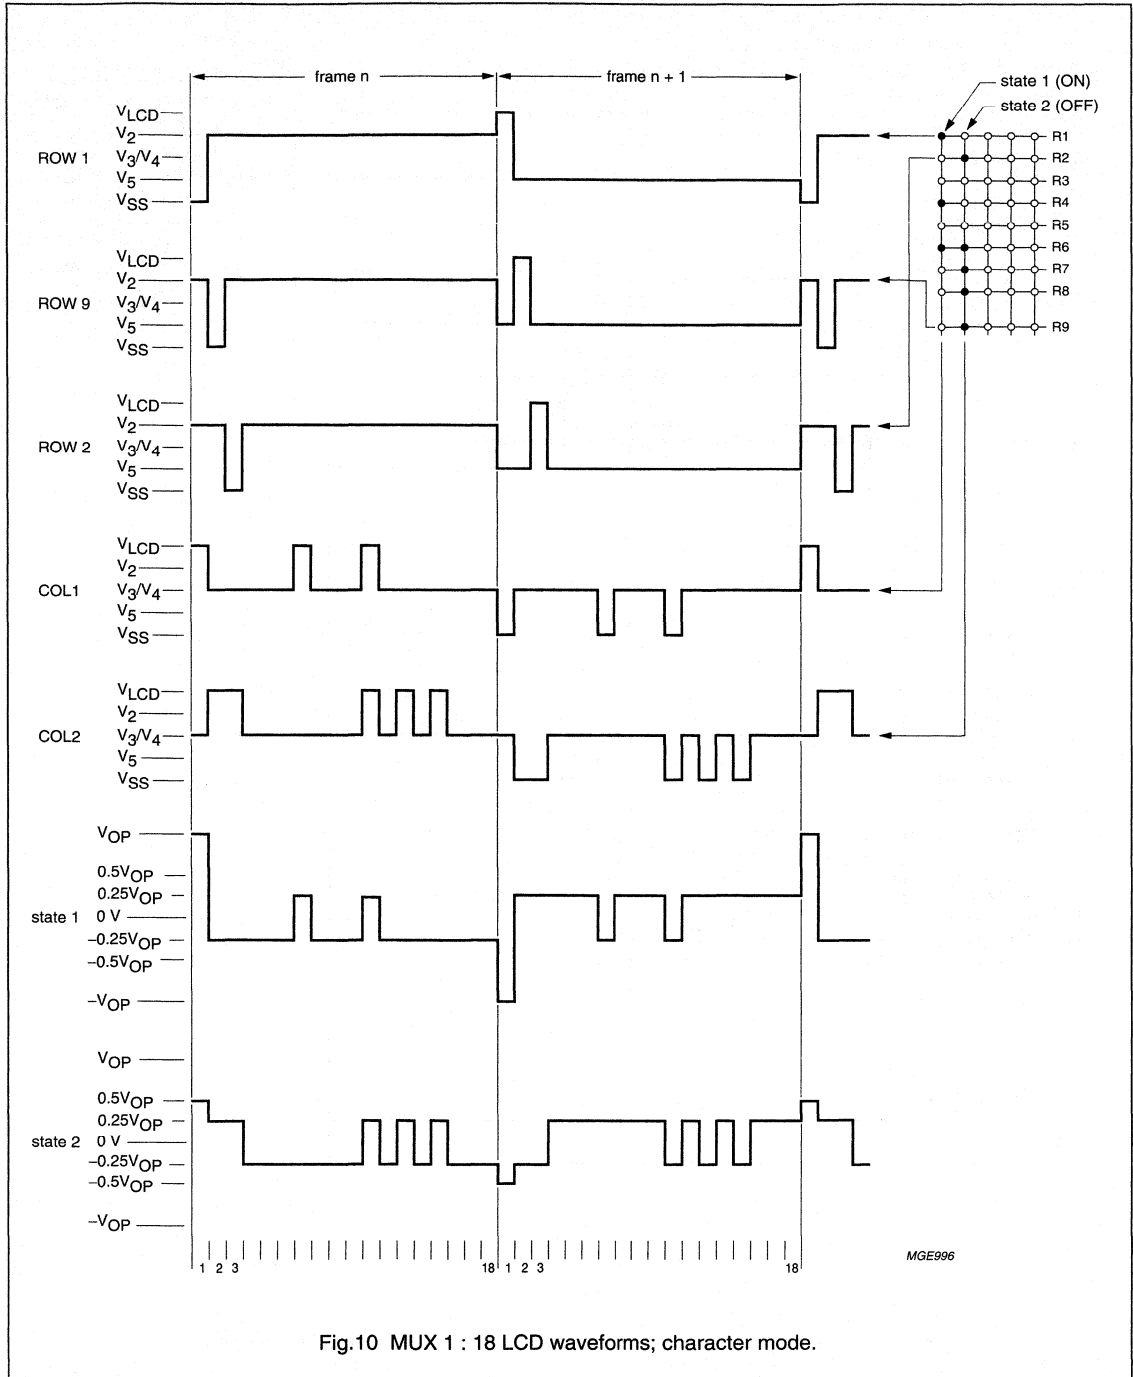 frame n
frame n + 1
state 1 (ON)
state 2 (OFF)
R1
R2
R3
R4
R5
R6
R7
R8
R9
ROW 1
VLCD
V2
V3/V4
V5
VSS
ROW 9
VLCD
V2
V3/V4
V5
VSS
ROW 2
VLCD
V2
V3/V4
V5
VSS
COL1
VLCD
V2
V3/V4
V5
VSS
COL2
VLCD
V2
V3/V4
V5
VSS
state 1
VOP
0.5VOP
0.25VOP
0 V
−0.25VOP
−0.5VOP
−VOP
state 2
VOP
0.5VOP
0.25VOP
0 V
−0.25VOP
−0.5VOP
−VOP
1 2 3 18 1 2 3 18
MGE996
Fig.10 MUX 1 : 18 LCD waveforms; character mode.